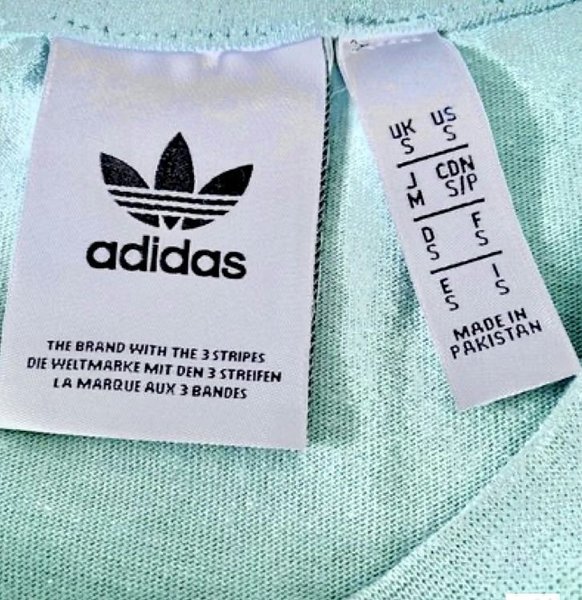 adidas
THE BRAND WITH THE 3 STRIPES
DIE WELTMARKE MIT DEN 3 STREIFEN
LA MARQUE AUX 3 BANDES
UK US
S S
J CDN
M S/P
D F
S S
E I
S S
MADE IN
PAKISTAN